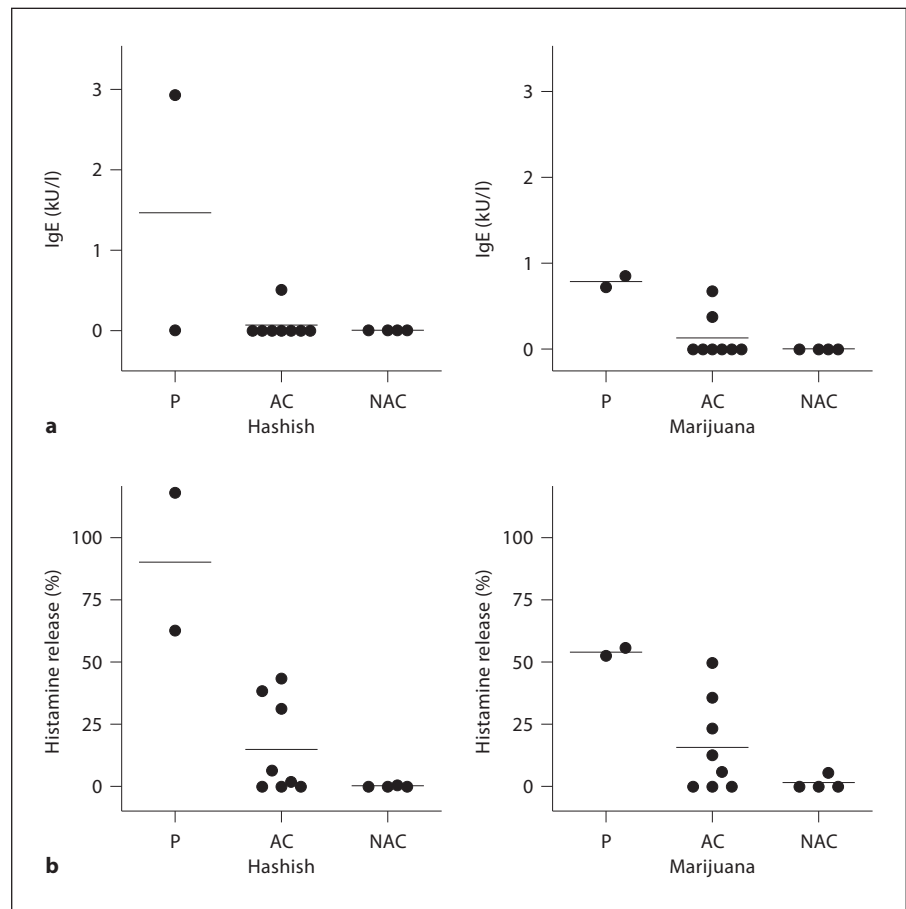 3
2
1
0
IgE (kU/l)
P
AC
NAC
Hashish
3
2
1
0
IgE (kU/l)
P
AC
NAC
Marijuana
a
100
75
50
25
0
Histamine release (%)
P
AC
NAC
Hashish
100
75
50
25
0
Histamine release (%)
P
AC
NAC
Marijuana
b